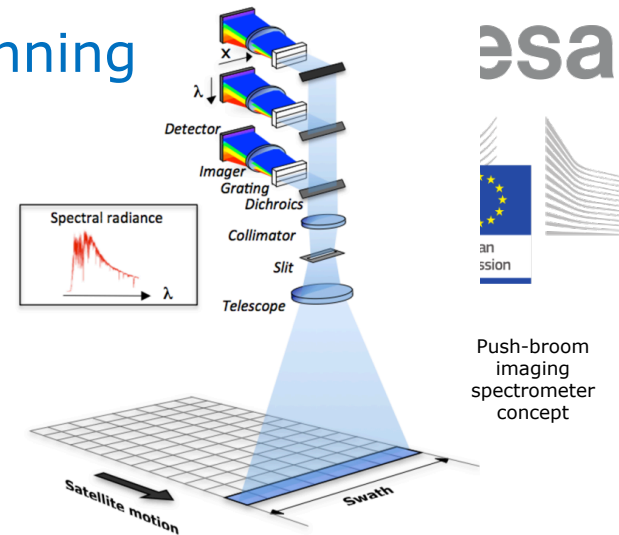 nning
esa
x
λ
Detector
Imager
Grating
Dichroics
Collimator
Slit
Telescope
Spectral radiance
λ
an
ssion
Push-broom
imaging
spectrometer
concept
Satellite motion
Swath